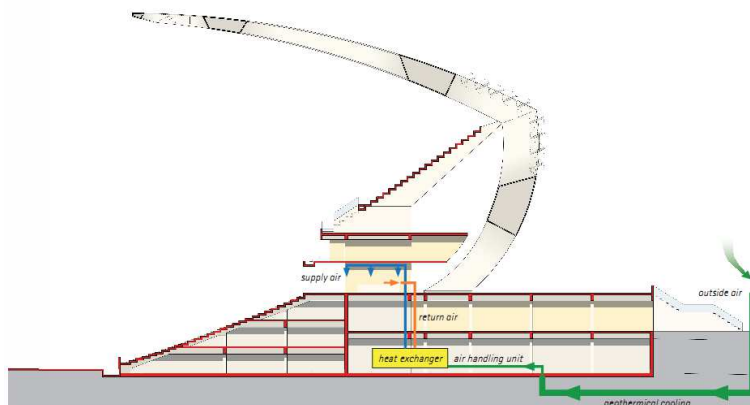 supply air
outside air
return air
heat exchanger
air handling unit
geothermical cooling